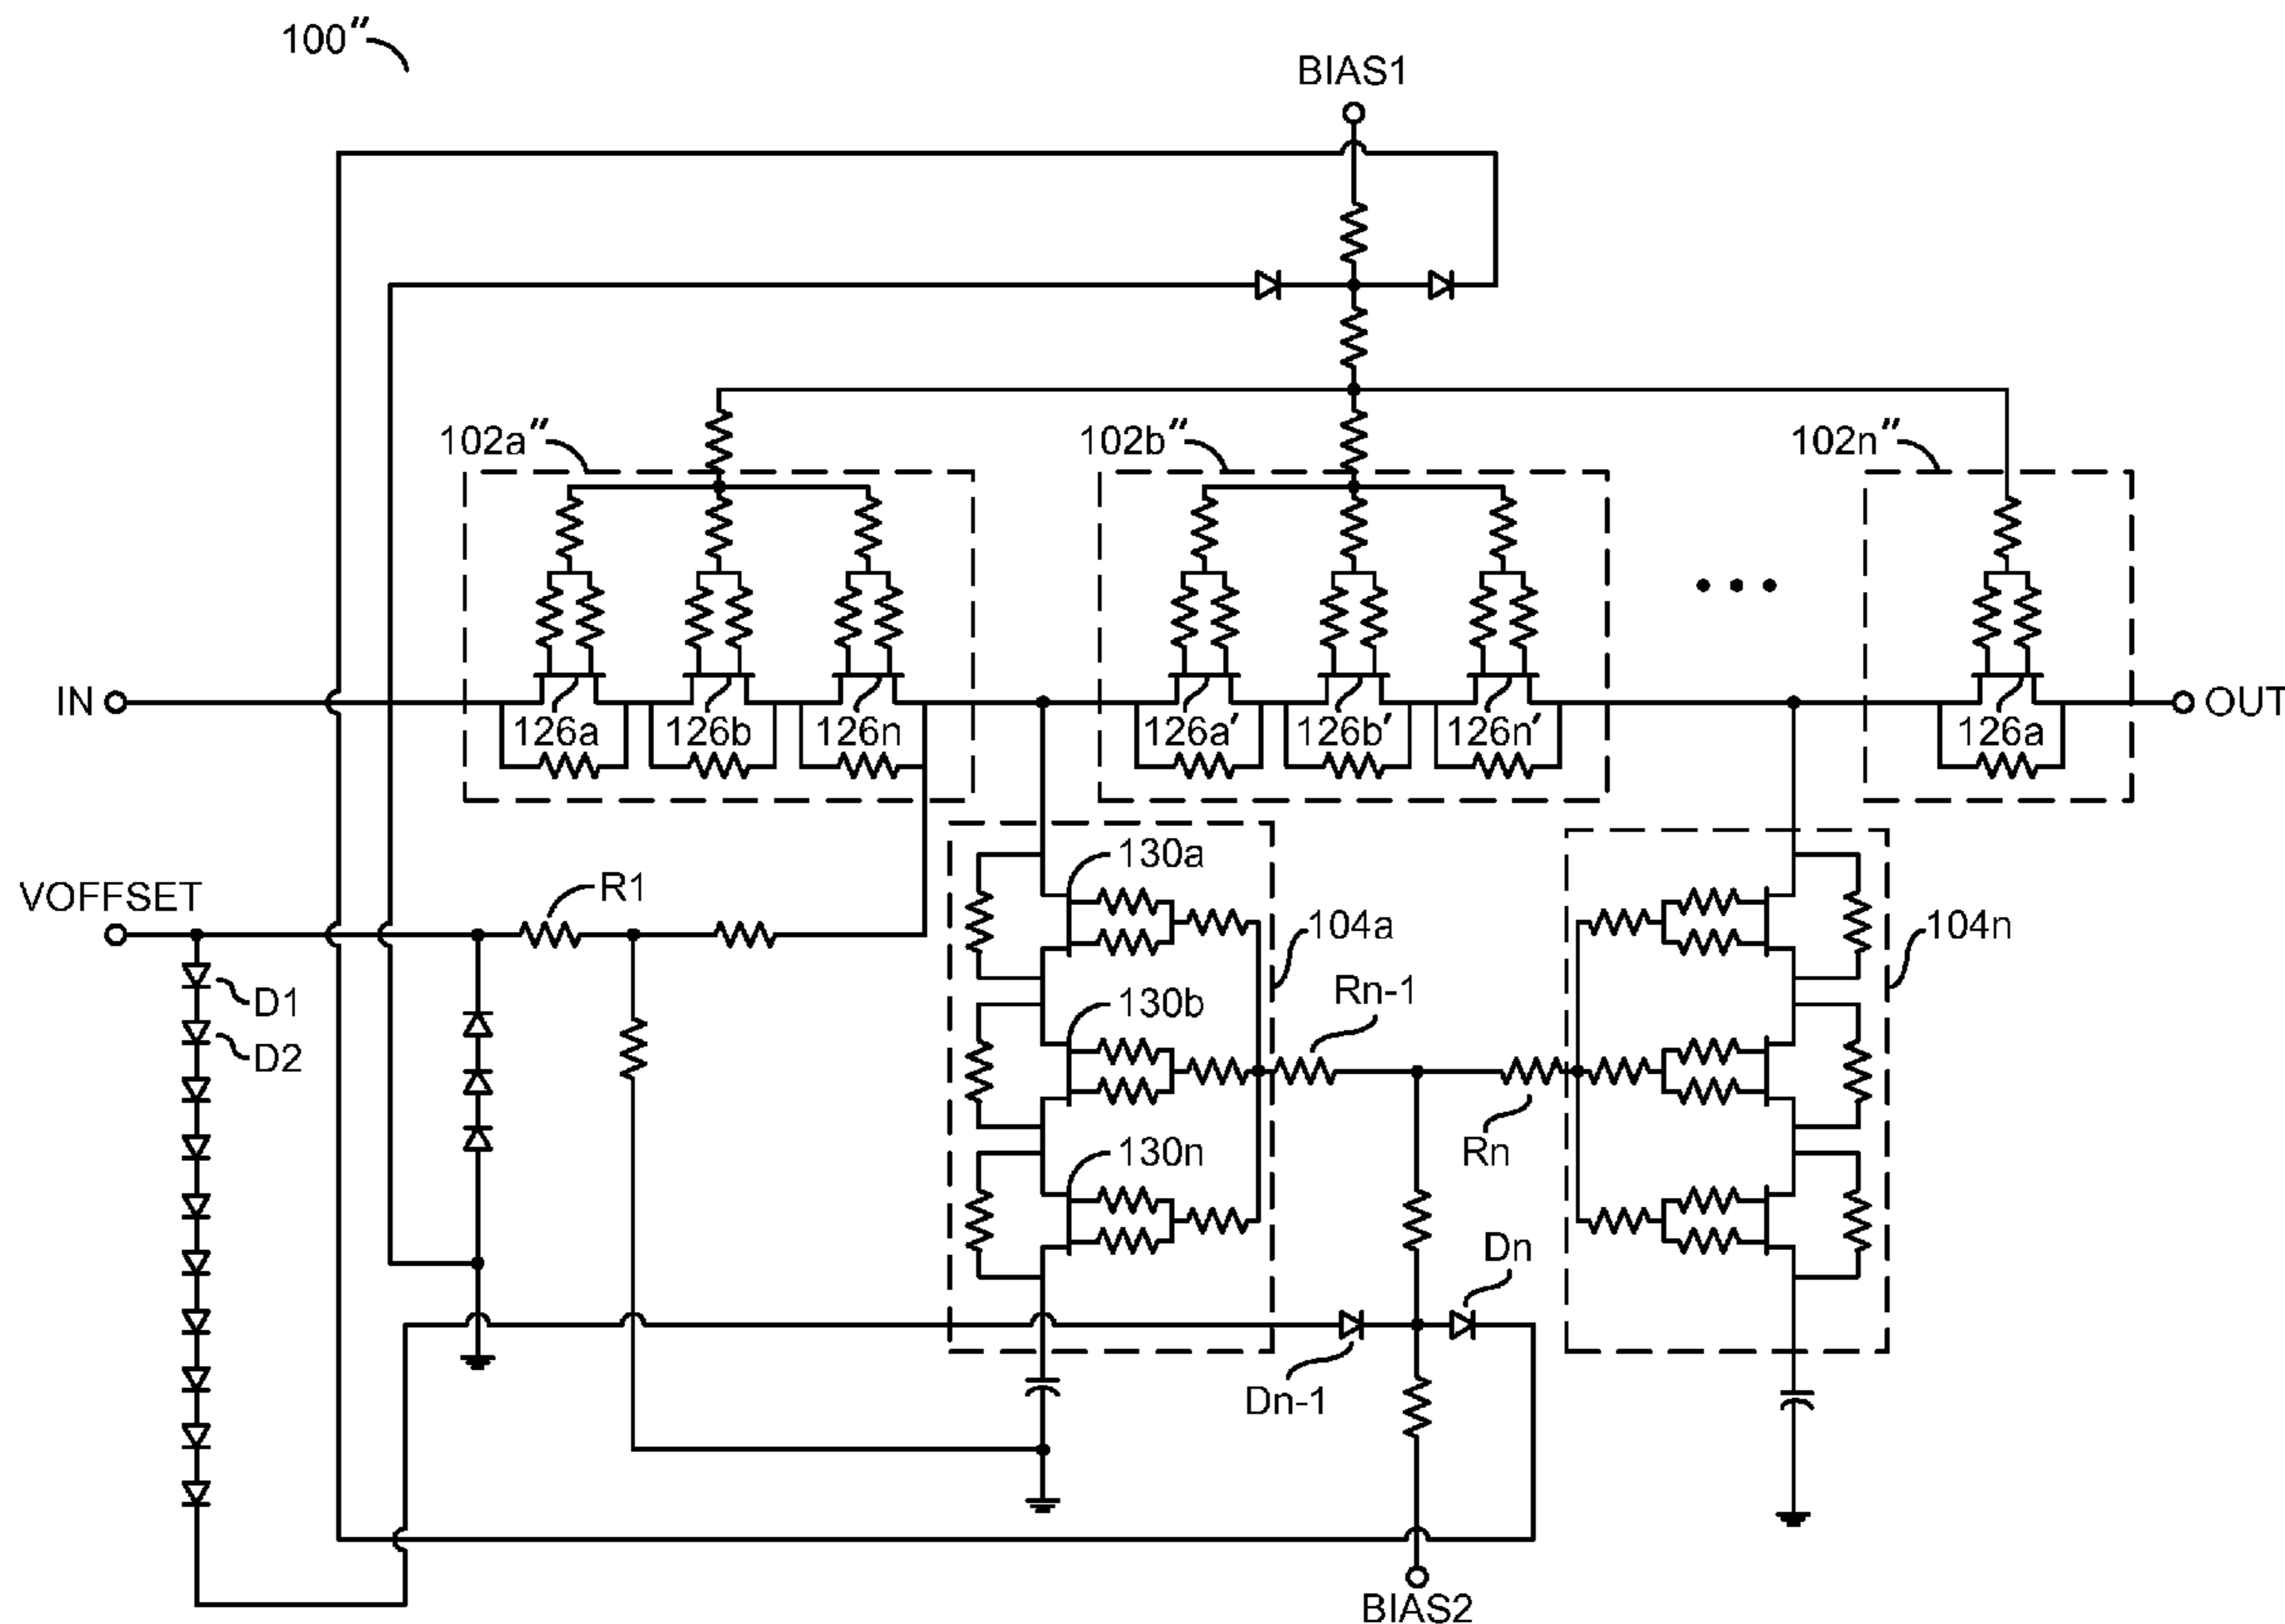 100″
BIAS1
102a″
102b″
102n″
IN
126a
126b
126n
126a′
126b′
126n′
126a
OUT
VOFFSET
R1
130a
104a
104n
D1
D2
130b
Rn-1
Rn
130n
Dn
Dn-1
BIAS2